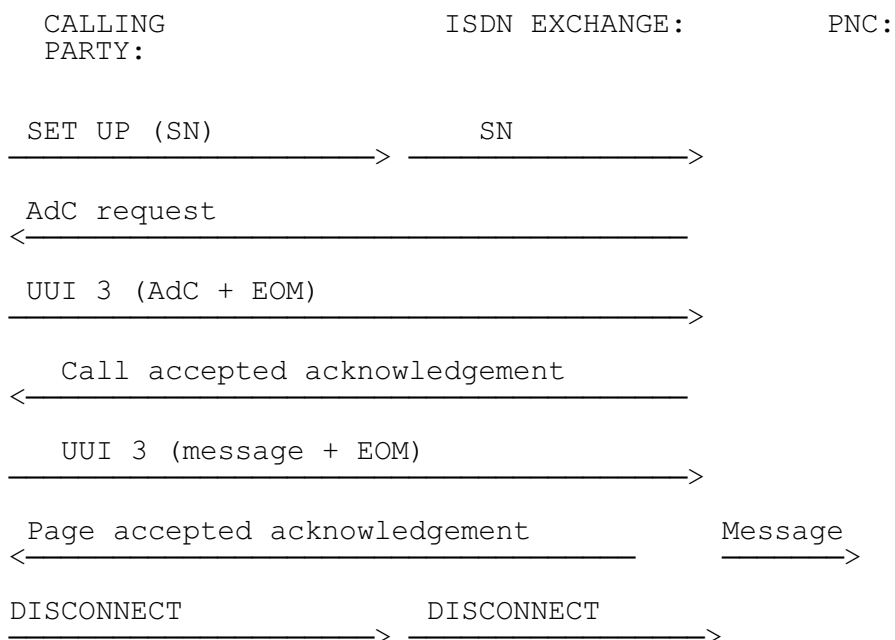 CALLING ISDN EXCHANGE: PNC:
PARTY:
SET UP (SN) SN
AdC request
UUI 3 (AdC + EOM)
Call accepted acknowledgement
UUI 3 (message + EOM)
Page accepted acknowledgement Message
DISCONNECT DISCONNECT